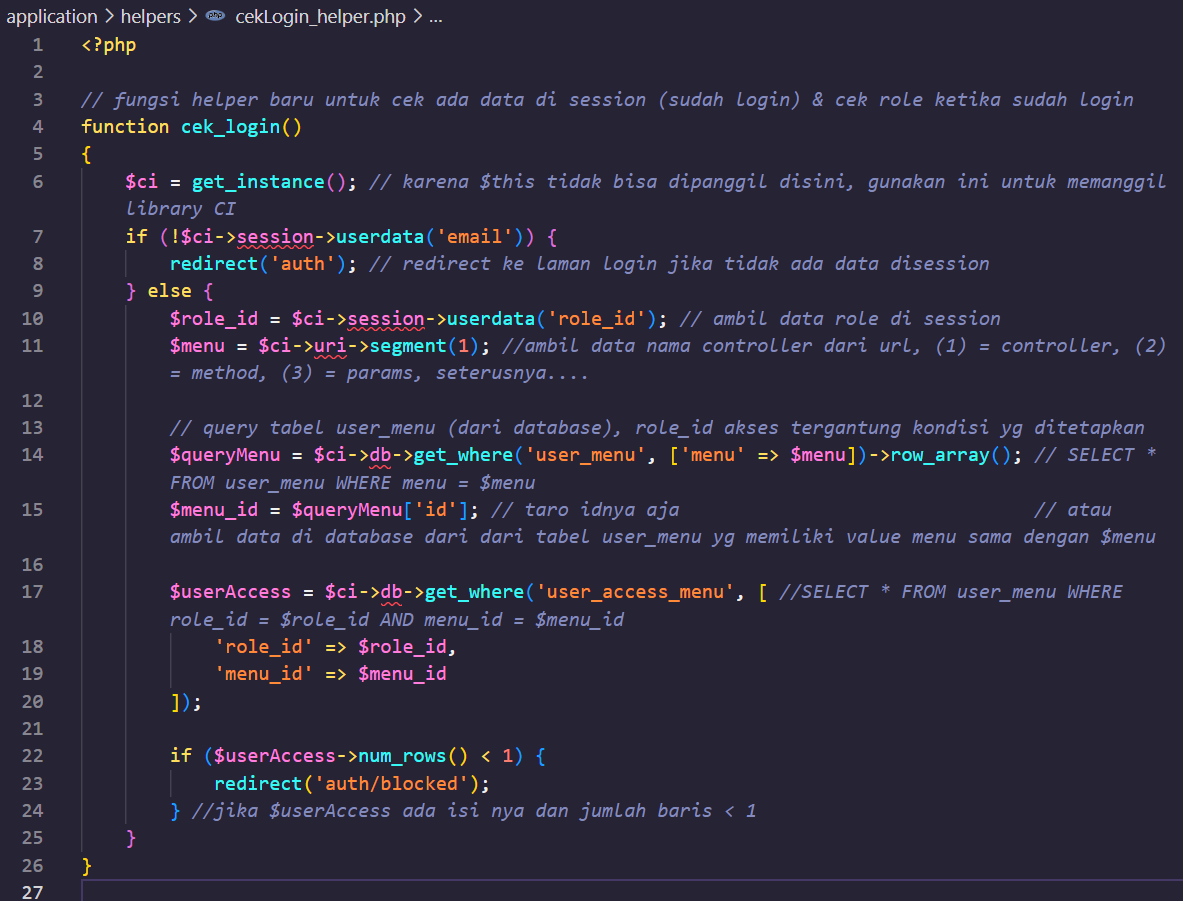 application > helpers > php cekLogin_helper.php > ...
1 <?php
2
3 // fungsi helper baru untuk cek ada data di session (sudah login) & cek role ketika sudah login
4 function cek_login()
5 {
6 $ci = get_instance(); // karena $this tidak bisa dipanggil disini, gunakan ini untuk memanggil
library CI
7 if (!$ci->session->userdata('email')) {
8 redirect('auth'); // redirect ke laman login jika tidak ada data disession
9 } else {
10 $role_id = $ci->session->userdata('role_id'); // ambil data role di session
11 $menu = $ci->uri->segment(1); //ambil data nama controller dari url, (1) = controller, (2)
= method, (3) = params, seterusnya....
12
13 // query tabel user_menu (dari database), role_id akses tergantung kondisi yg ditetapkan
14 $queryMenu = $ci->db->get_where('user_menu', ['menu' => $menu])->row_array(); // SELECT *
FROM user_menu WHERE menu = $menu
15 $menu_id = $queryMenu['id']; // taro idnya aja // atau
ambil data di database dari dari tabel user_menu yg memiliki value menu sama dengan $menu
16
17 $userAccess = $ci->db->get_where('user_access_menu', [ //SELECT * FROM user_menu WHERE
role_id = $role_id AND menu_id = $menu_id
18 'role_id' => $role_id,
19 'menu_id' => $menu_id
20 ]);
21
22 if ($userAccess->num_rows() < 1) {
23 redirect('auth/blocked');
24 } //jika $userAccess ada isi nya dan jumlah baris < 1
25 }
26 }
27